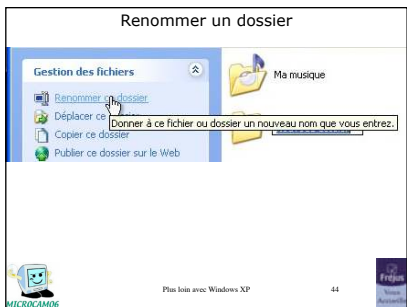 Renommer un dossier
Gestion des fichiers
Ma musique
Renommer ce dossier
Déplacer ce
Donner à ce fichier ou dossier un nouveau nom que vous entrez.
Copier ce dossier
Publier ce dossier sur le Web
MICROCAM06
Plus loin avec Windows XP
44
Fréjus
Vous
Accueille